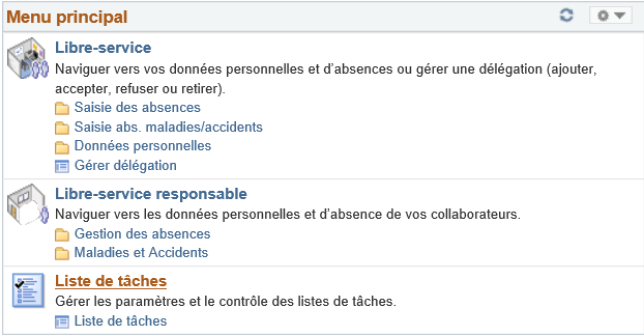 Menu principal
Libre-service
Naviguer vers vos données personnelles et d'absences ou gérer une délégation (ajouter,
accepter, refuser ou retirer).
Saisie des absences
Saisie abs. maladies/accidents
Données personnelles
Gérer délégation
Libre-service responsable
Naviguer vers les données personnelles et d'absence de vos collaborateurs.
Gestion des absences
Maladies et Accidents
Liste de tâches
Gérer les paramètres et le contrôle des listes de tâches.
Liste de tâches